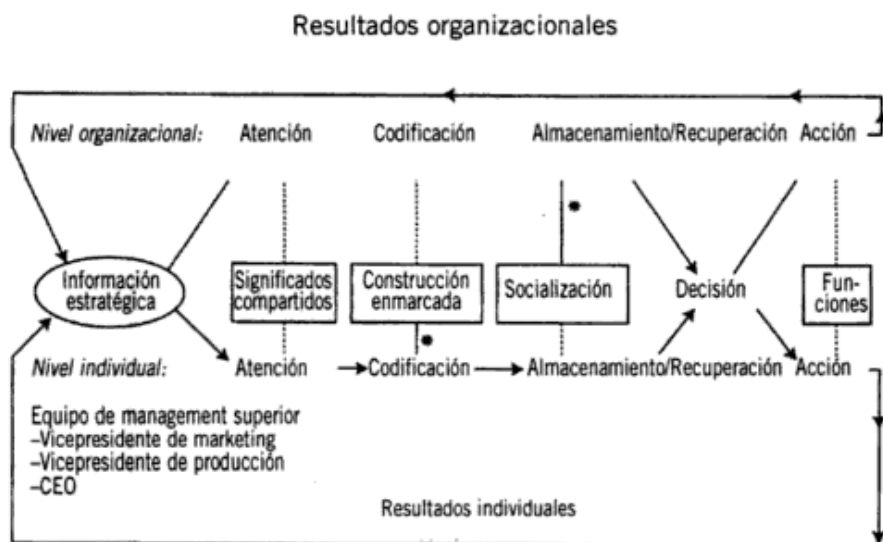 Resultados organizacionales
Nivel organizacional: Atención Codificación Almacenamiento/Recuperación Acción
Información
estratégica
Significados
compartidos
Construcción
enmarcada
Socialización
Decisión
Fun-
ciones
Nivel individual: Atención Codificación Almacenamiento/Recuperación Acción
Equipo de management superior
–Vicepresidente de marketing
–Vicepresidente de producción
–CEO
Resultados individuales